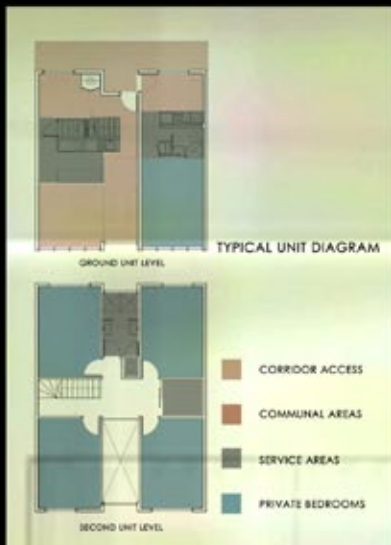 TYPICAL UNIT DIAGRAM
GROUND UNIT LEVEL
CORRIDOR ACCESS
COMMUNAL AREAS
SERVICE AREAS
PRIVATE BEDROOMS
SECOND UNIT LEVEL